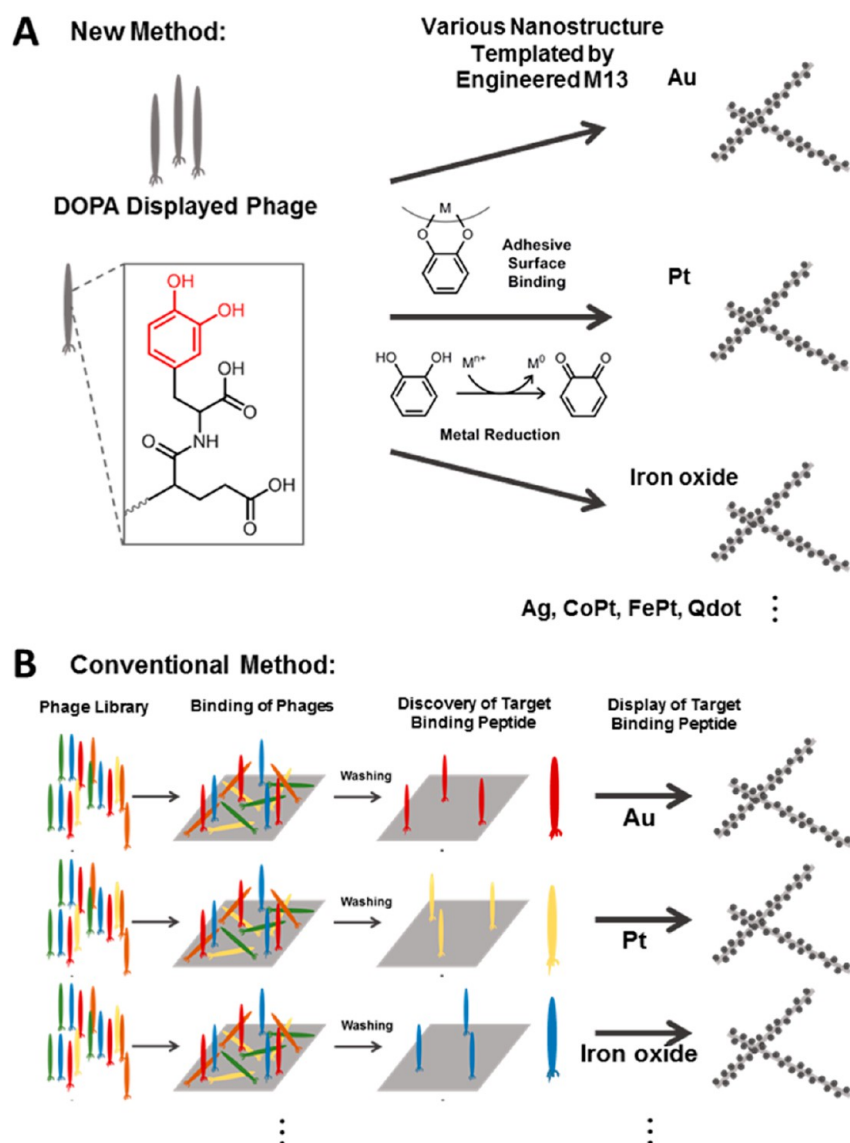 A New Method:
Various Nanostructure
Templated by
Engineered M13
Au
DOPA Displayed Phage
M
O O
Adhesive
Surface
Binding
Pt
OH
OH
OH
O
O
NH
OH
O
HO OH
Mⁿ⁺
M⁰
O O
Metal Reduction
Iron oxide
Ag, CoPt, FePt, Qdot ⋮
B Conventional Method:
Phage Library
Binding of Phages
Discovery of Target
Binding Peptide
Display of Target
Binding Peptide
Washing
Au
Washing
Pt
Washing
Iron oxide
⋮ ⋮